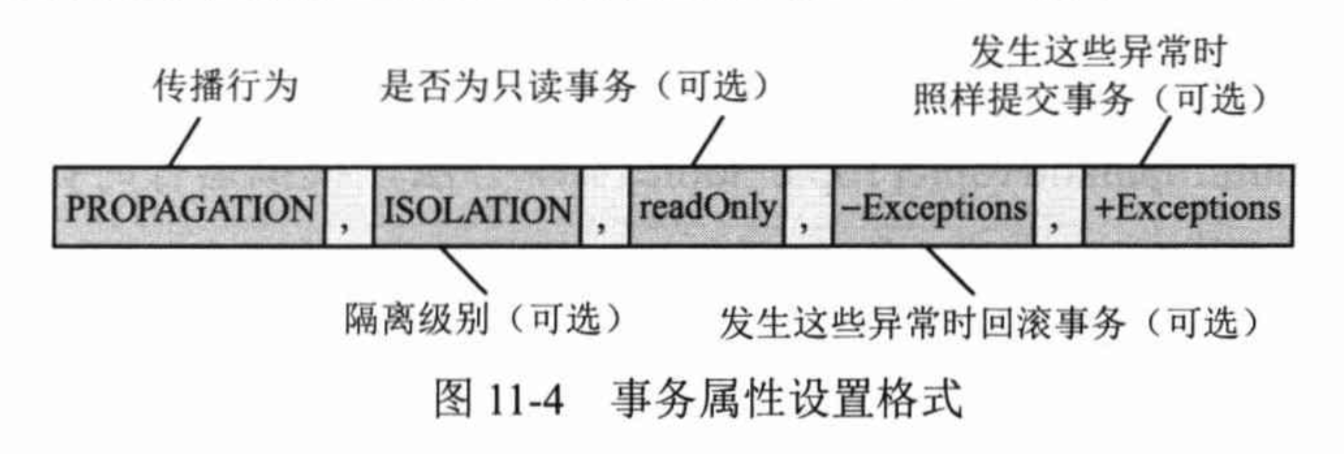 传播行为
是否为只读事务（可选）
发生这些异常时
照样提交事务（可选）
PROPAGATION , ISOLATION , readOnly , −Exceptions , +Exceptions
隔离级别（可选）
发生这些异常时回滚事务（可选）
图 11-4 事务属性设置格式